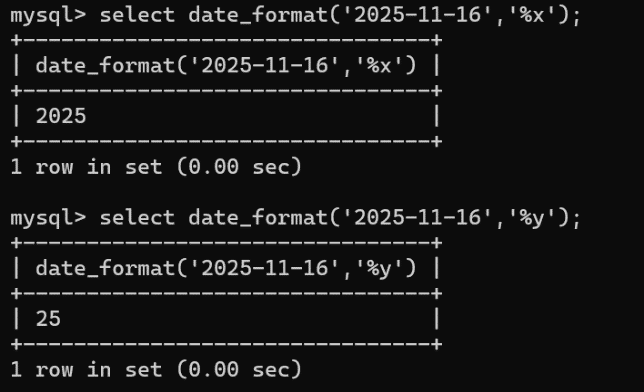 mysql> select date_format('2025-11-16','%x');
+---------------------------------+
| date_format('2025-11-16','%x') |
+---------------------------------+
| 2025 |
+---------------------------------+
1 row in set (0.00 sec)
mysql> select date_format('2025-11-16','%y');
+---------------------------------+
| date_format('2025-11-16','%y') |
+---------------------------------+
| 25 |
+---------------------------------+
1 row in set (0.00 sec)